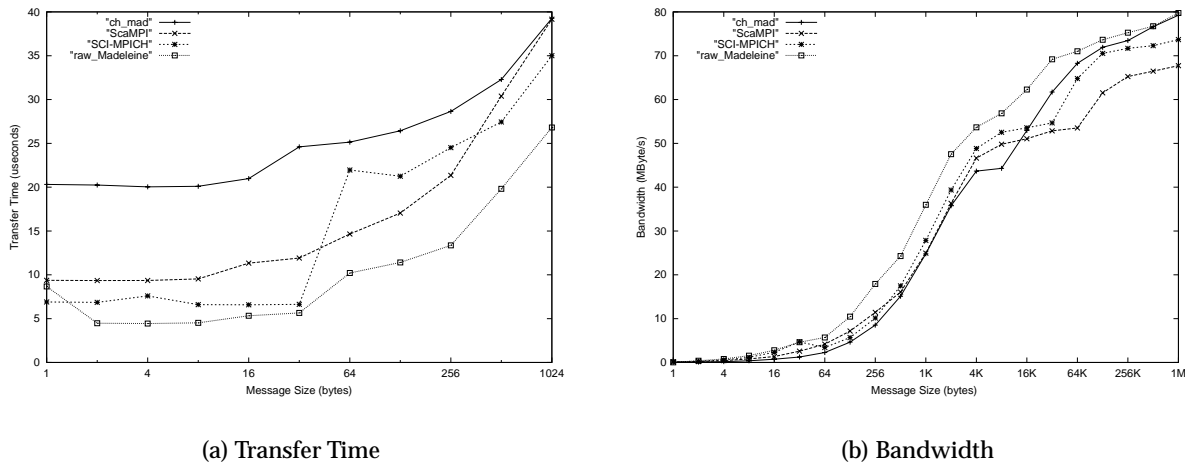 40
35
30
25
20
15
10
5
0
Transfer Time (useconds)
"ch_mad"
"ScaMPI"
"SCI-MPICH"
"raw_Madeleine"
1 4 16 64 256 1024
Message Size (bytes)
(a) Transfer Time
80
70
60
50
40
30
20
10
0
Bandwidth (MByte/s)
"ch_mad"
"ScaMPI"
"SCI-MPICH"
"raw_Madeleine"
1 4 16 64 256 1K 4K 16K 64K 256K 1M
Message Size (bytes)
(b) Bandwidth